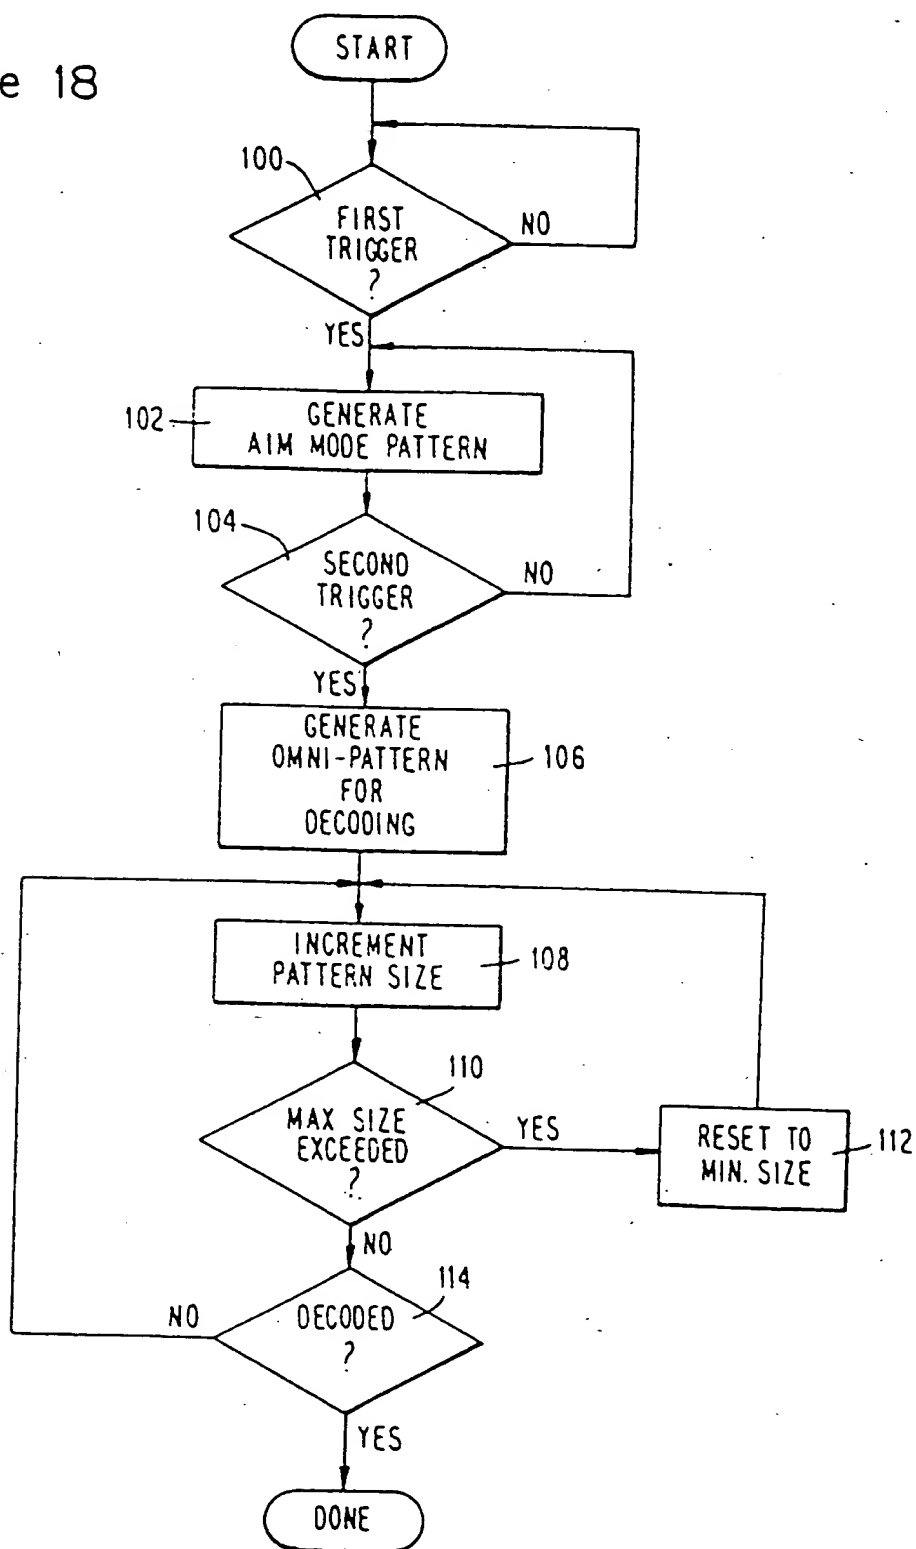 e 18
START
100
FIRST
TRIGGER
?
NO
YES
102
GENERATE
AIM MODE PATTERN
104
SECOND
TRIGGER
?
NO
YES
GENERATE
OMNI-PATTERN
FOR
DECODING
106
INCREMENT
PATTERN SIZE
108
110
MAX SIZE
EXCEEDED
?
YES
RESET TO
MIN. SIZE
112
NO
114
DECODED
?
NO
YES
DONE